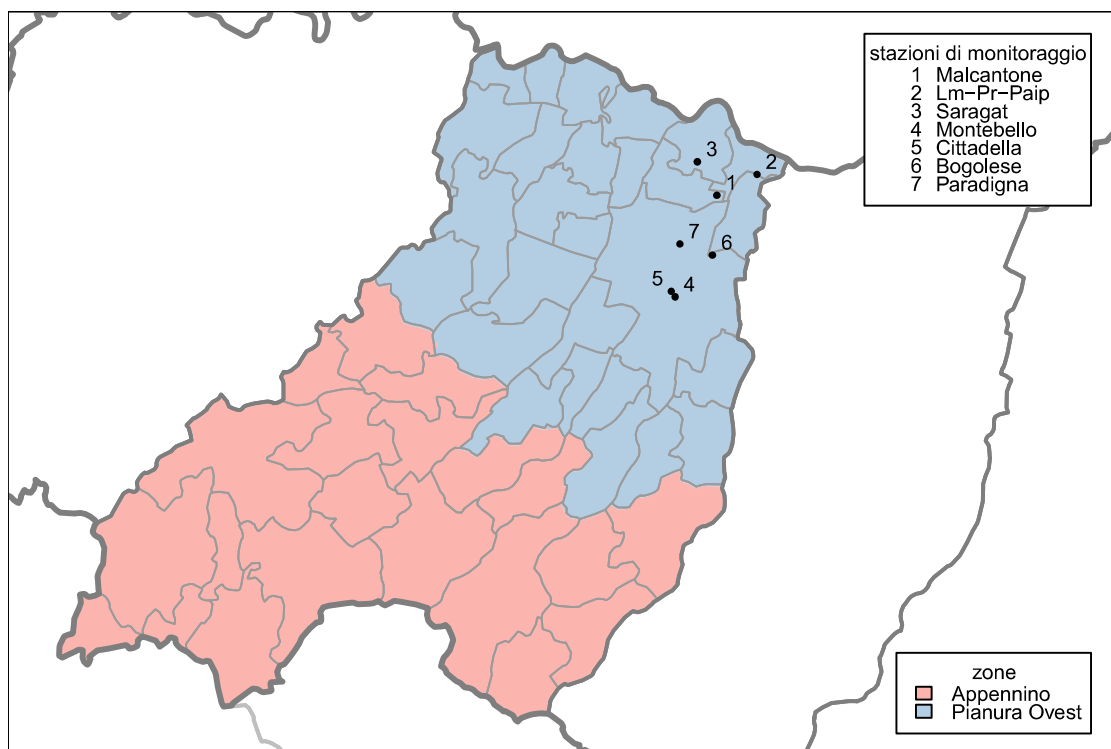 stazioni di monitoraggio
1 Malcantone
2 Lm−Pr−Paip
3 Saragat
4 Montebello
5 Cittadella
6 Bogolese
7 Paradigna
3
2
1
7
6
5
4
zone
Appennino
Pianura Ovest